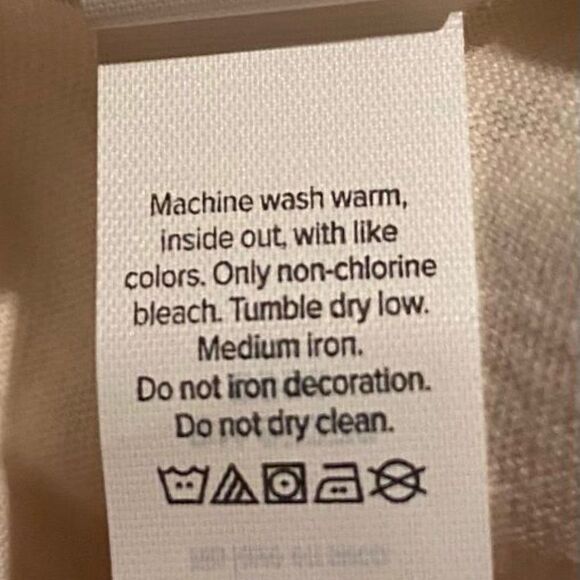 Machine wash warm,
inside out, with like
colors. Only non-chlorine
bleach. Tumble dry low.
Medium iron.
Do not iron decoration.
Do not dry clean.